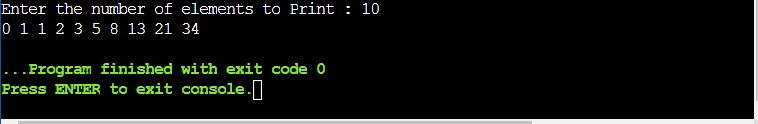 Enter the number of elements to Print : 10
0 1 1 2 3 5 8 13 21 34
...Program finished with exit code 0
Press ENTER to exit console.